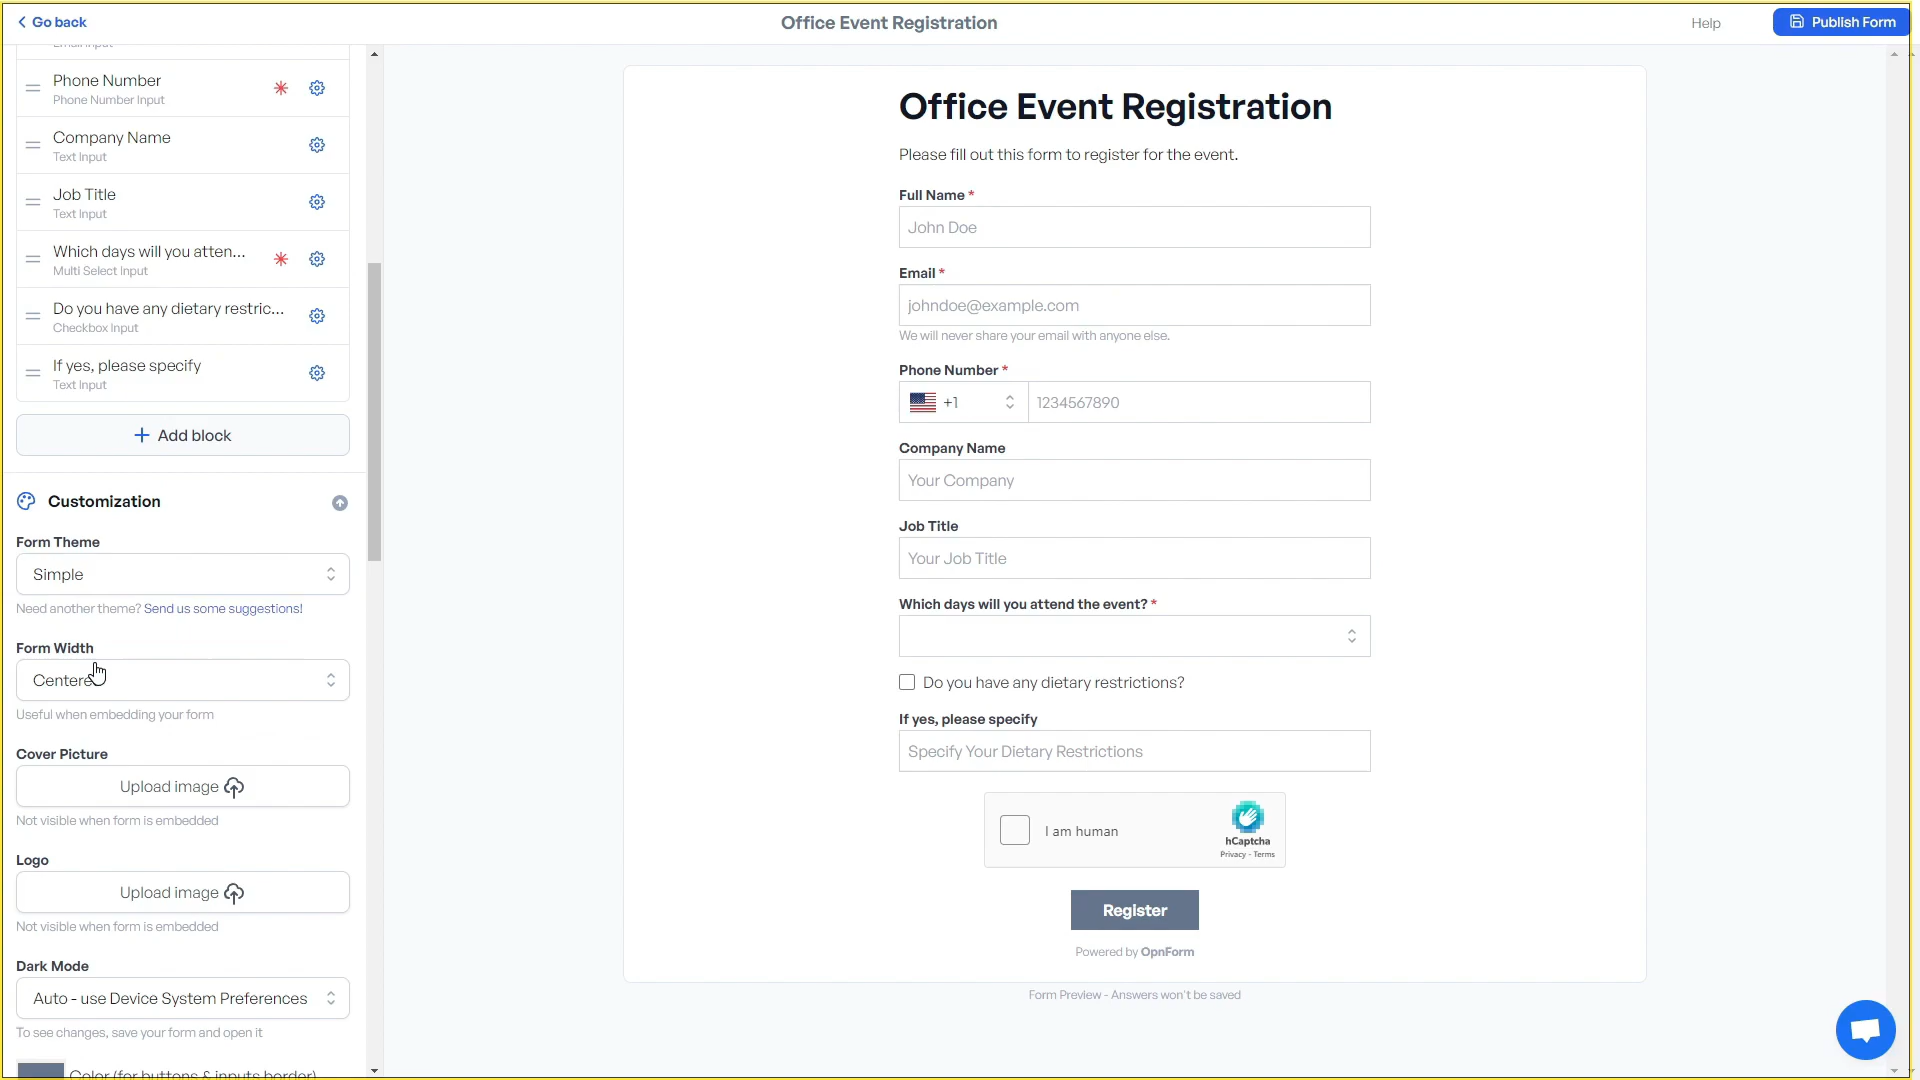 Go back
Office Event Registration
Help
Publish Form
Email Input
Phone Number
Phone Number Input
Company Name
Text Input
Job Title
Text Input
Which days will you atten...
Multi Select Input
Do you have any dietary restric...
Checkbox Input
If yes, please specify
Text Input
Add block
Customization
Form Theme
Simple
Need another theme? Send us some suggestions!
Form Width
Centere
Useful when embedding your form
Cover Picture
Upload image
Not visible when form is embedded
Logo
Upload image
Not visible when form is embedded
Dark Mode
Auto - use Device System Preferences
To see changes, save your form and open it
Color (for buttons & inputs border)
Office Event Registration
Please fill out this form to register for the event.
Full Name *
John Doe
Email *
johndoe@example.com
We will never share your email with anyone else.
Phone Number *
+1
1234567890
Company Name
Your Company
Job Title
Your Job Title
Which days will you attend the event? *
Do you have any dietary restrictions?
If yes, please specify
Specify Your Dietary Restrictions
I am human
hCaptcha
Privacy - Terms
Register
Powered by OpnForm
Form Preview - Answers won't be saved